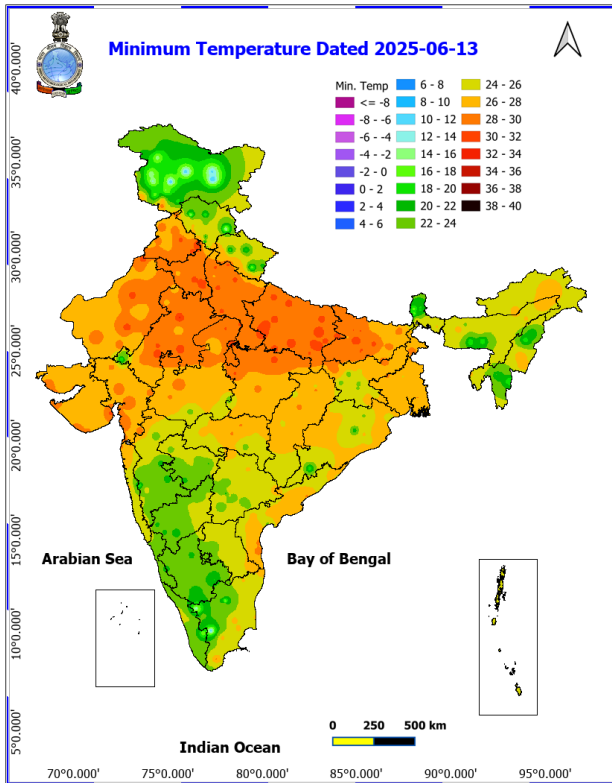 Minimum Temperature Dated 2025-06-13
Min. Temp
<= -8
-8 - -6
-6 - -4
-4 - -2
-2 - 0
0 - 2
2 - 4
4 - 6
6 - 8
8 - 10
10 - 12
12 - 14
14 - 16
16 - 18
18 - 20
20 - 22
22 - 24
24 - 26
26 - 28
28 - 30
30 - 32
32 - 34
34 - 36
36 - 38
38 - 40
40°0.000'
35°0.000'
30°0.000'
25°0.000'
20°0.000'
15°0.000'
10°0.000'
5°0.000'
Arabian Sea
Bay of Bengal
Indian Ocean
0 250 500 km
70°0.000' 75°0.000' 80°0.000' 85°0.000' 90°0.000' 95°0.000'